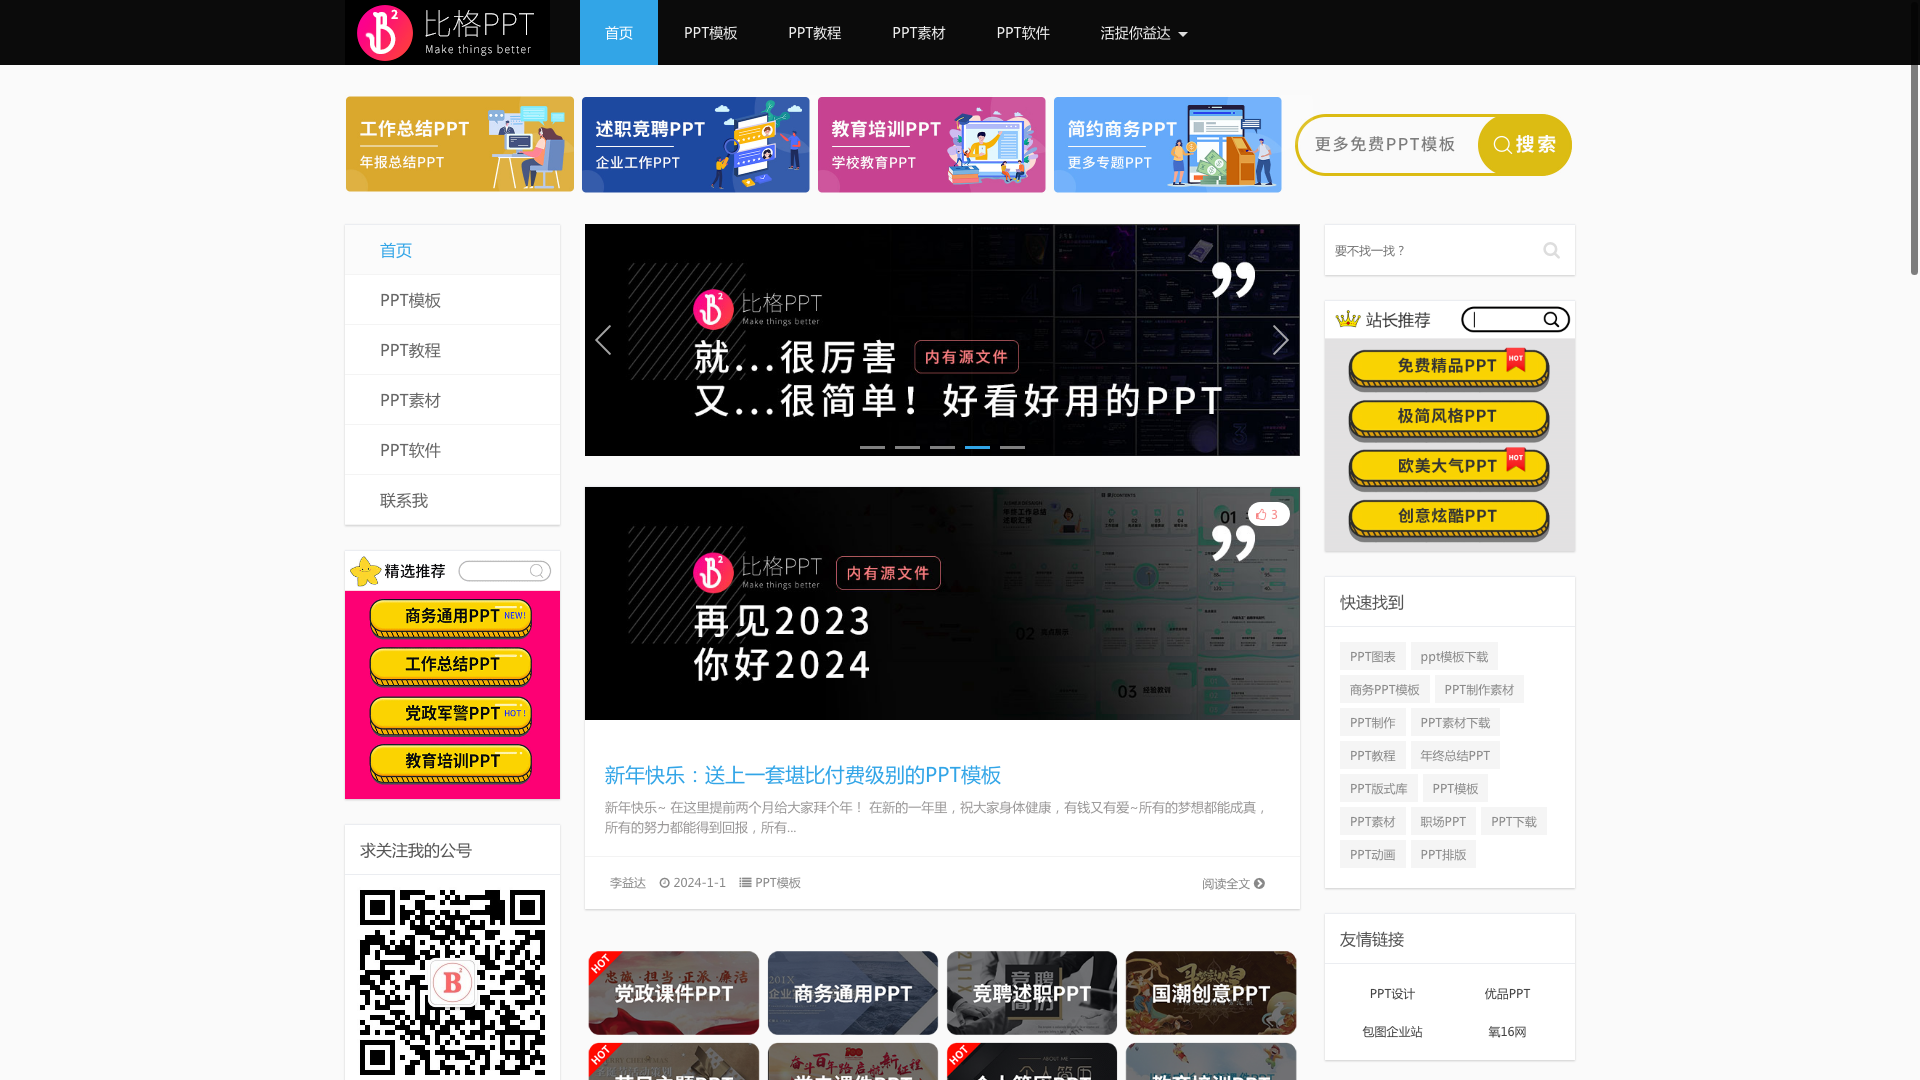 比格PPT
Make things better
首页
PPT模板
PPT教程
PPT素材
PPT软件
活捉你益达
工作总结PPT
年报总结PPT
述职竞聘PPT
企业工作PPT
教育培训PPT
学校教育PPT
简约商务PPT
更多专题PPT
更多免费PPT模板
搜索
首页
PPT模板
PPT教程
PPT素材
PPT软件
联系我
精选推荐
商务通用PPT NEW!
工作总结PPT
党政军警PPT HOT!
教育培训PPT
求关注我的公号
比格PPT
Make things better
就...很厉害 内有源文件
又...很简单！好看好用的PPT
3
比格PPT
Make things better
内有源文件
再见2023
你好2024
01
02
03
新年快乐：送上一套堪比付费级别的PPT模板
新年快乐~ 在这里提前两个月给大家拜个年！ 在新的一年里，祝大家身体健康，有钱又有爱~所有的梦想都能成真，
所有的努力都能得到回报，所有...
李益达 2024-1-1 PPT模板
阅读全文
HOT
党政课件PPT
商务通用PPT
竞聘述职PPT
国潮创意PPT
HOT
HOT
要不找一找？
站长推荐
免费精品PPT HOT
极简风格PPT
欧美大气PPT HOT
创意炫酷PPT
快速找到
PPT图表 ppt模板下载
商务PPT模板 PPT制作素材
PPT制作 PPT素材下载
PPT教程 年终总结PPT
PPT版式库 PPT模板
PPT素材 职场PPT PPT下载
PPT动画 PPT排版
友情链接
PPT设计 优品PPT
包图企业站 氧16网